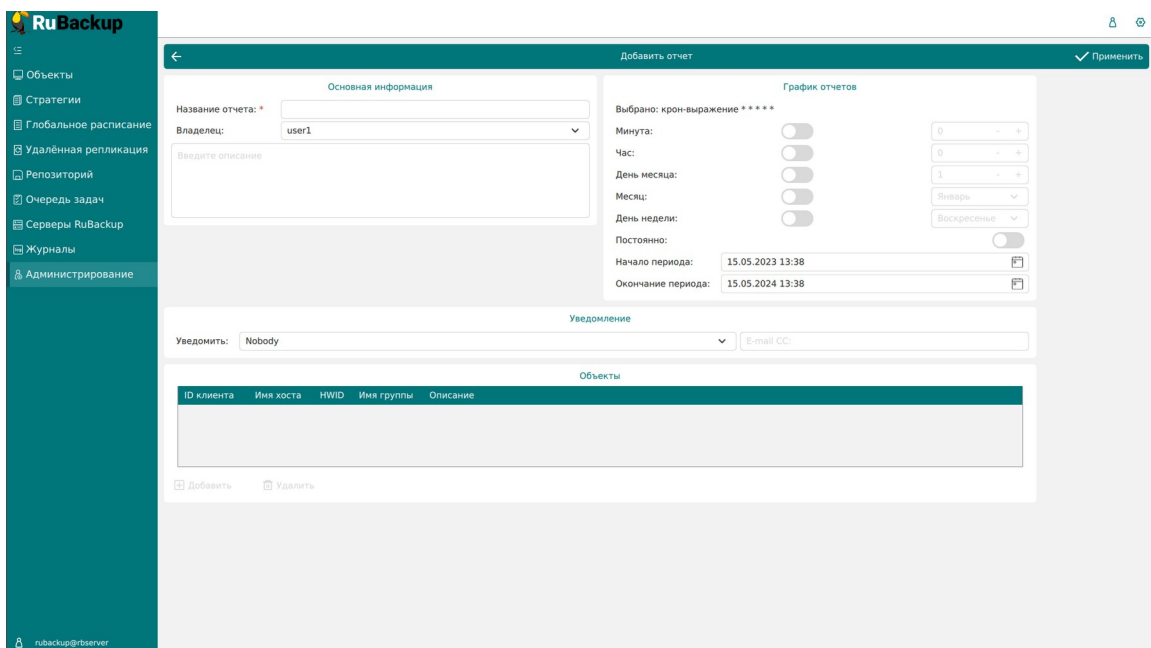 RuBackup
Объекты
Стратегии
Глобальное расписание
Удалённая репликация
Репозиторий
Очередь задач
Серверы RuBackup
Журналы
Администрирование
rubackup@rbserver
Добавить отчет
Применить
Основная информация
Название отчета: *
Владелец: user1
Введите описание
График отчетов
Выбрано: крон-выражение * * * * *
Минута: 0 - +
Час: 0 - +
День месяца: 1 - +
Месяц: Январь
День недели: Воскресенье
Постоянно:
Начало периода: 15.05.2023 13:38
Окончание периода: 15.05.2024 13:38
Уведомление
Уведомить: Nobody E-mail CC:
Объекты
ID клиента Имя хоста HWID Имя группы Описание
Добавить Удалить